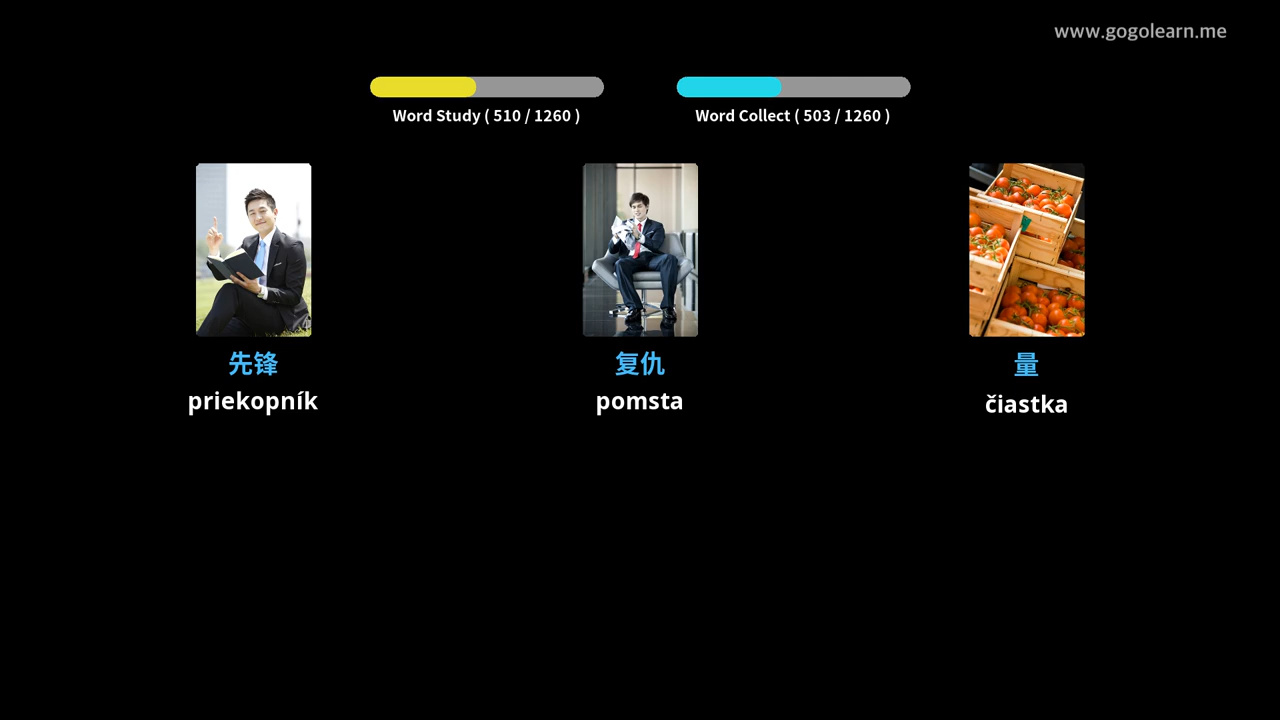 www.gogolearn.me
Word Study ( 510 / 1260 )
Word Collect ( 503 / 1260 )
先锋
priekopník
复仇
pomsta
量
čiastka